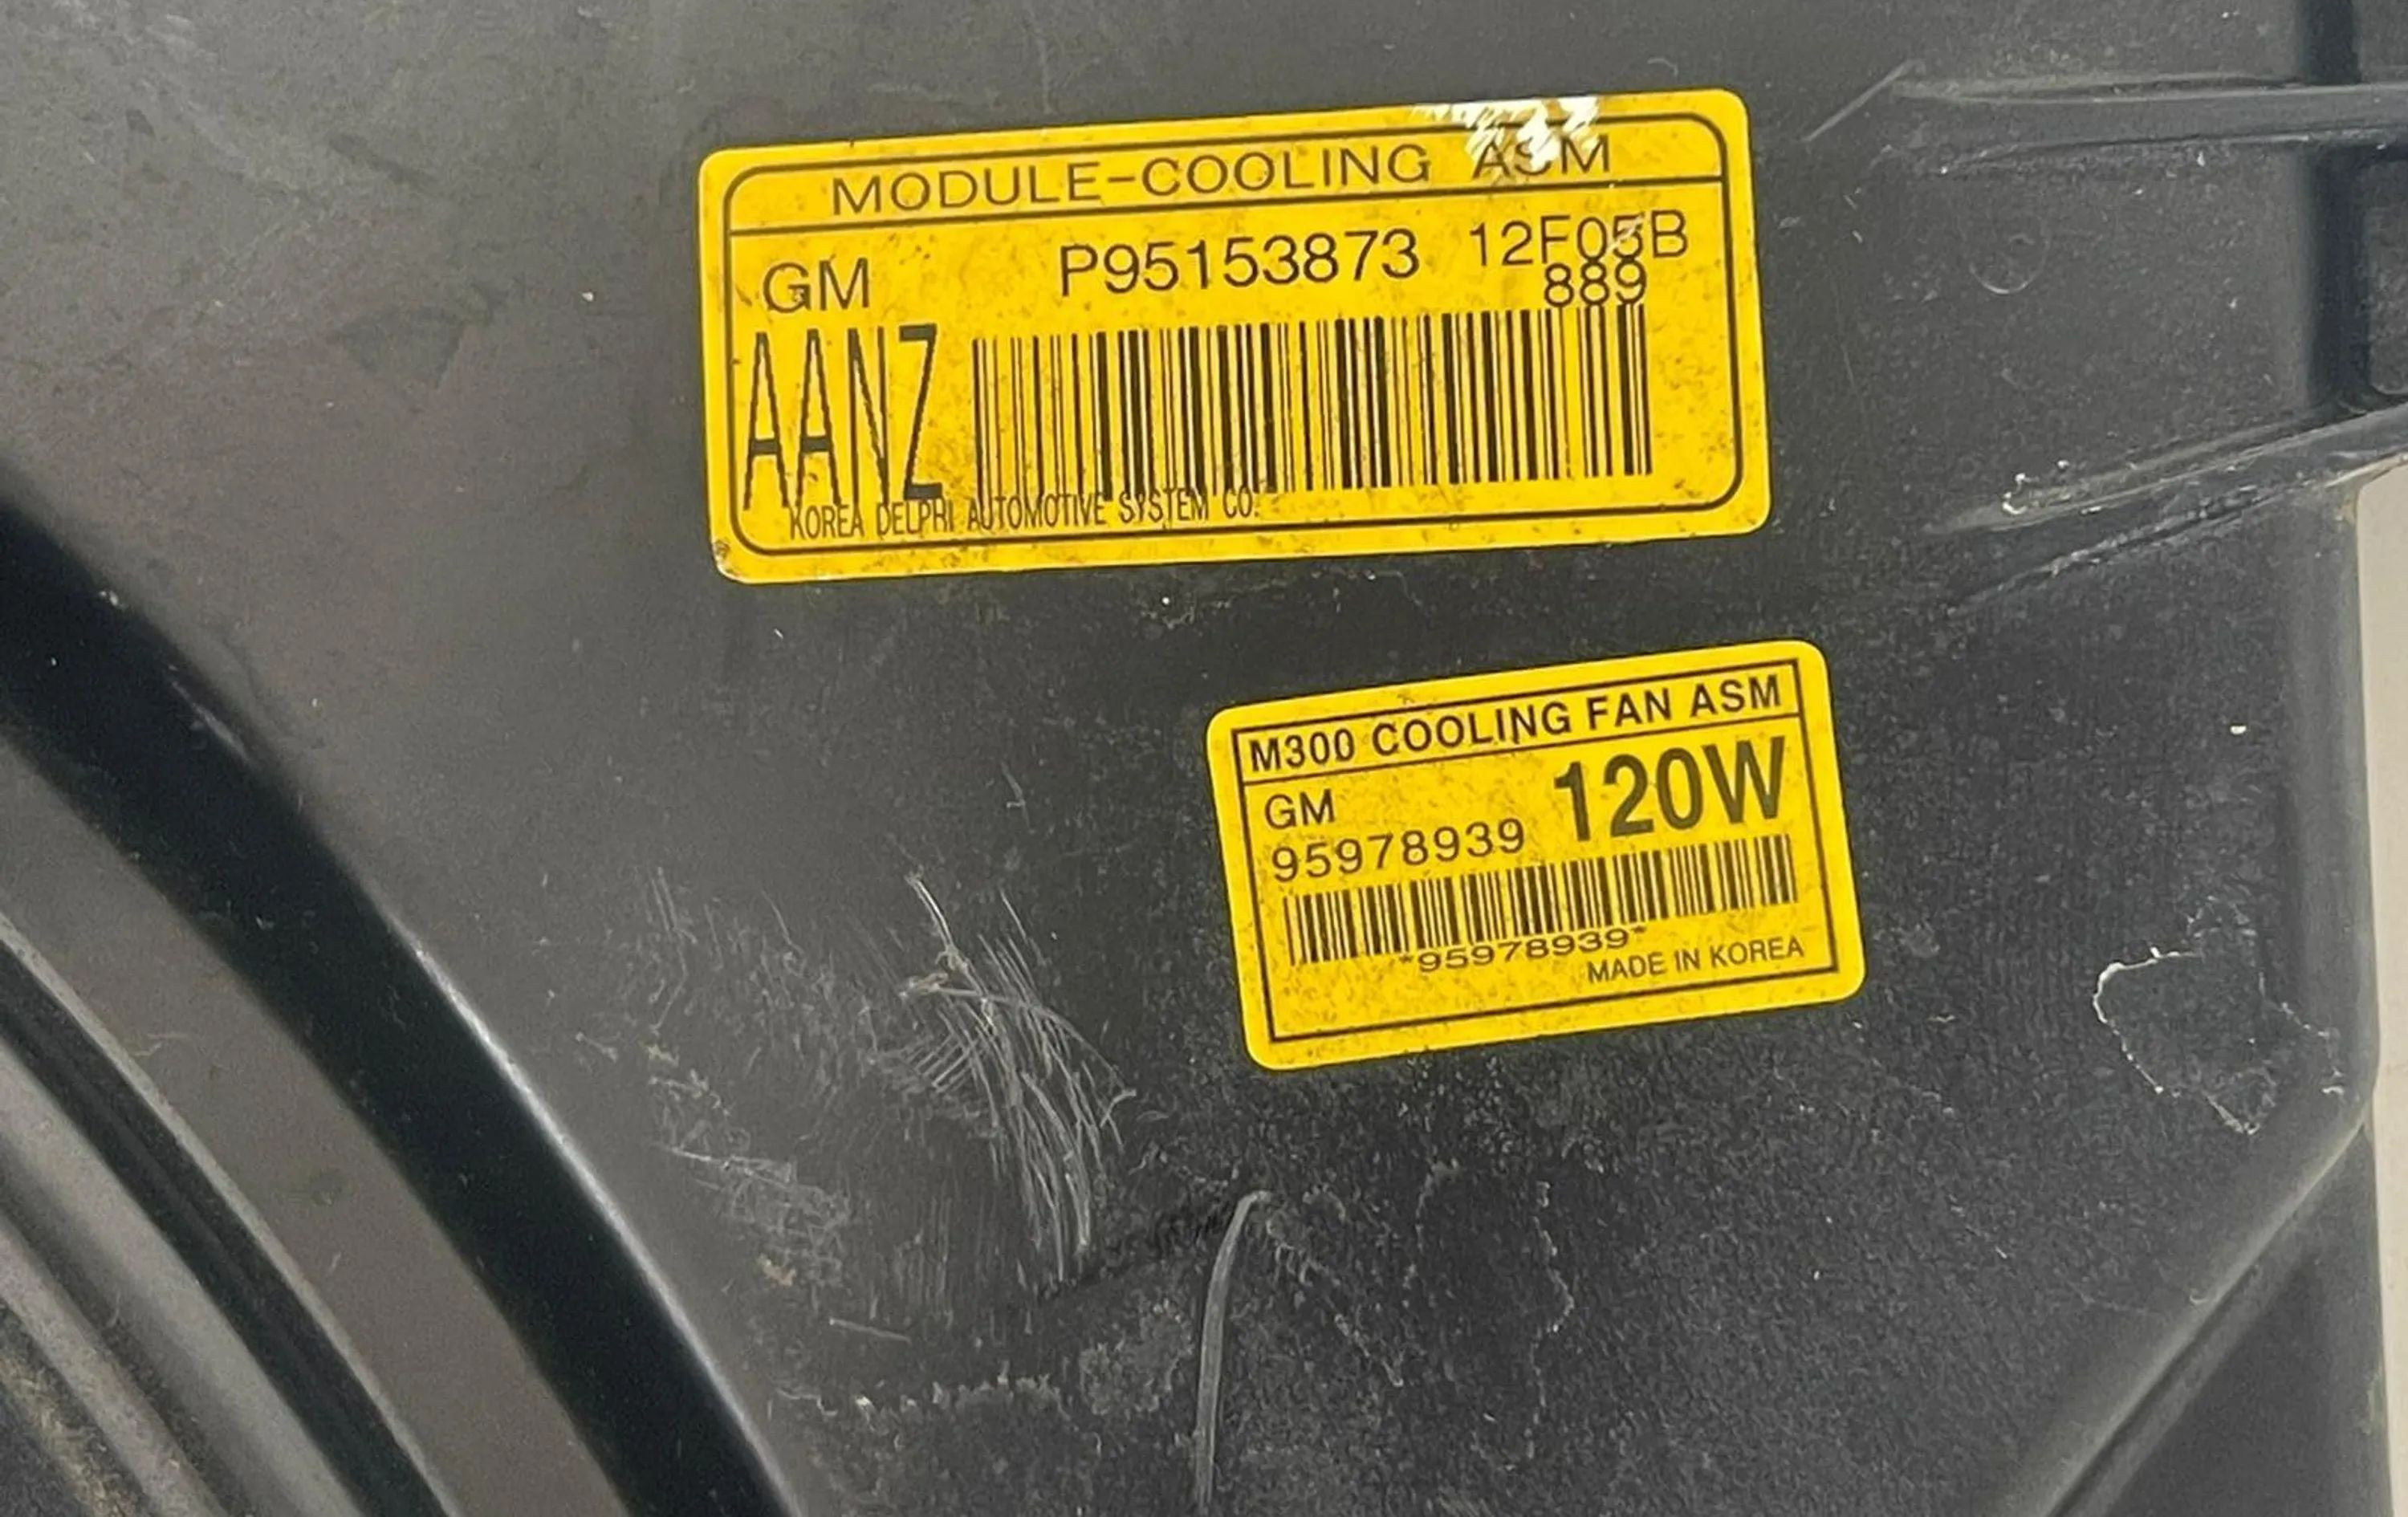 MODULE-COOLING ASM
GM P95153873 12F05B
889
AANZ
KOREA DELPHI AUTOMOTIVE SYSTEM CO.
M300 COOLING FAN ASM
GM 120W
95978939
*95978939*
MADE IN KOREA